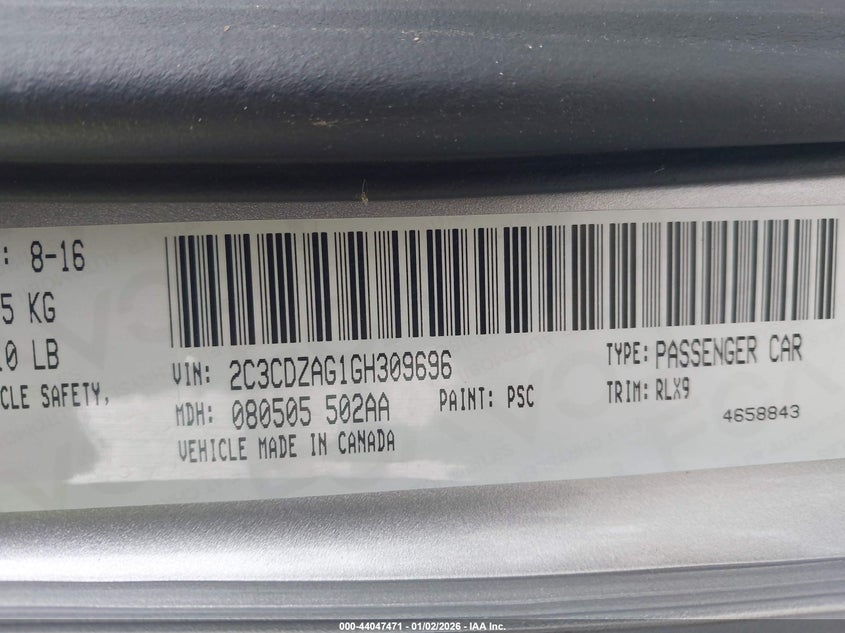 : 8-16
5 KG
0 LB
CLE SAFETY,
VIN: 2C3CDZAG1GH309696
TYPE: PASSENGER CAR
MDH: 080505 502AA
PAINT: PSC
TRIM: RLX9
VEHICLE MADE IN CANADA
4658843
000-44047471 - 01/02/2026 - IAA Inc.